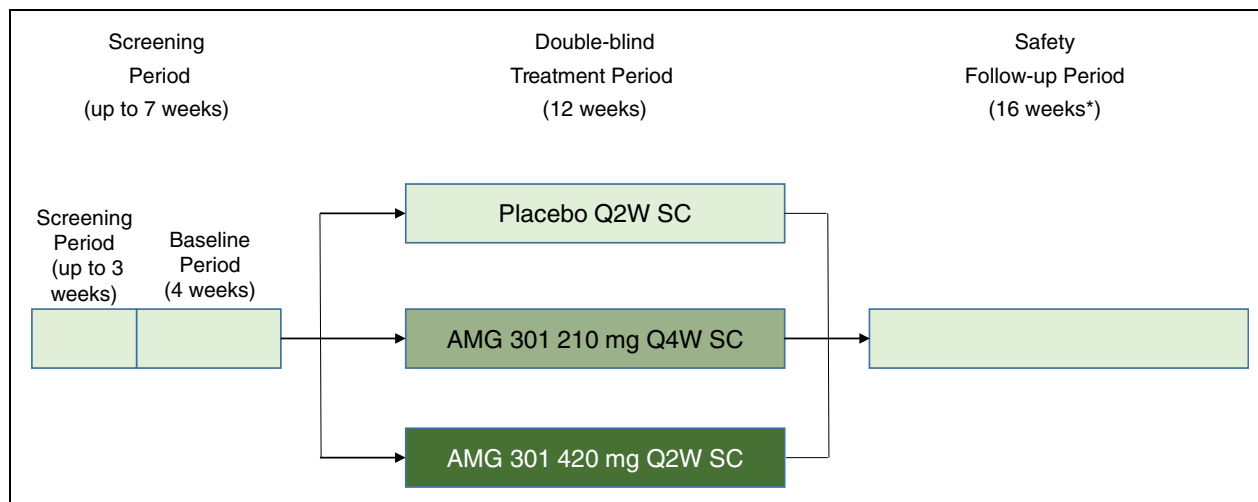 Screening
Period
(up to 7 weeks)
Double-blind
Treatment Period
(12 weeks)
Safety
Follow-up Period
(16 weeks*)
Screening
Period
(up to 3
weeks)
Baseline
Period
(4 weeks)
Placebo Q2W SC
AMG 301 210 mg Q4W SC
AMG 301 420 mg Q2W SC